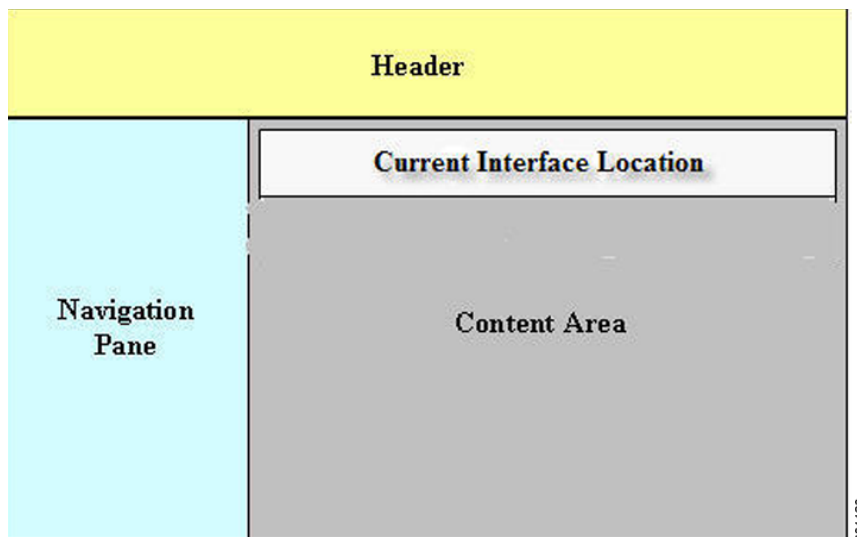 Header
Current Interface Location
Navigation
Pane
Content Area